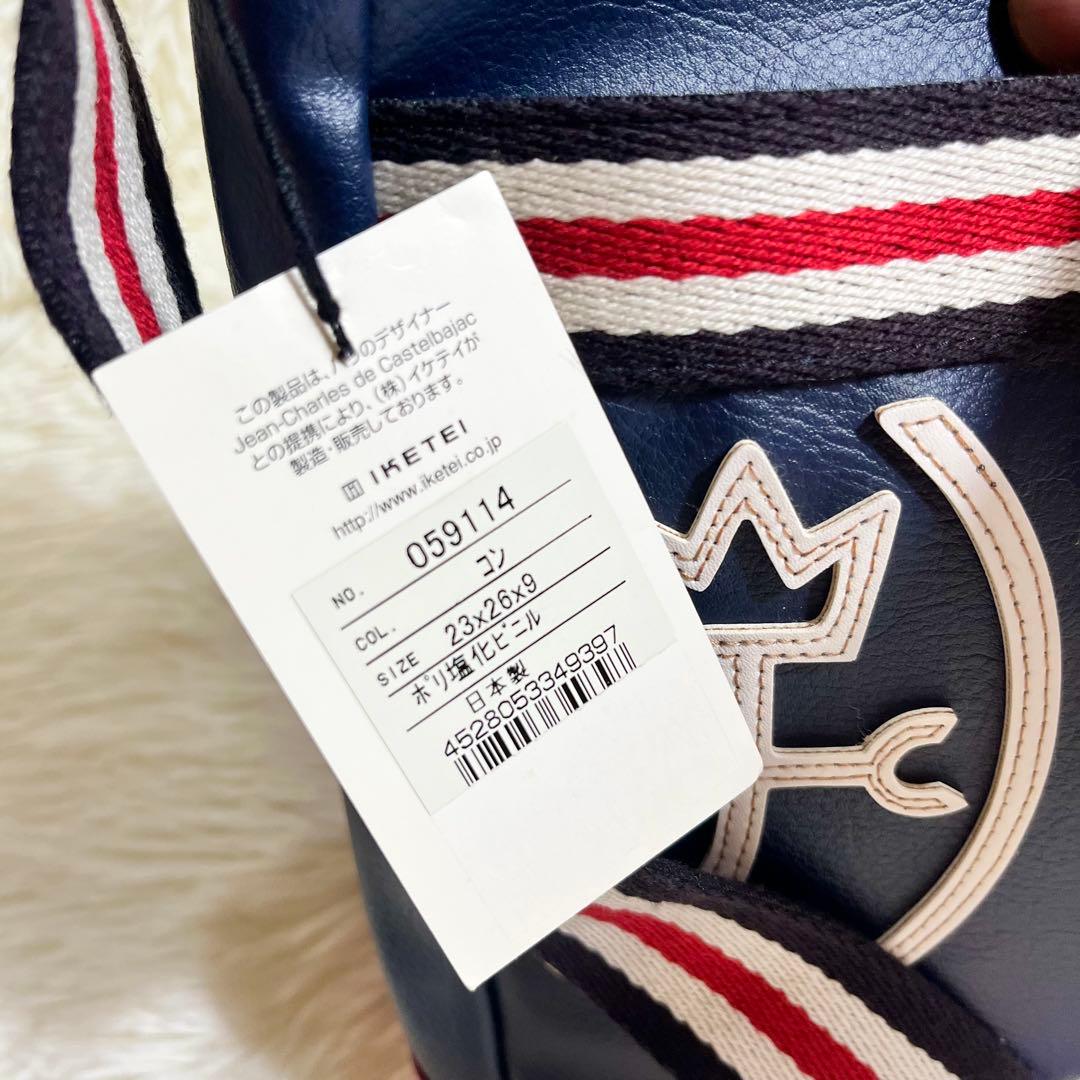 この製品は、パリのデザイナー
Jean-Charles de Castelbajac
との提携により、(株)イケテイが
製造・販売しております。
IKETEI
http://www.iketei.co.jp
NO. 059114
COL. コン
SIZE 23x26x9
ポリ塩化ビニル
日本製
4528053349397